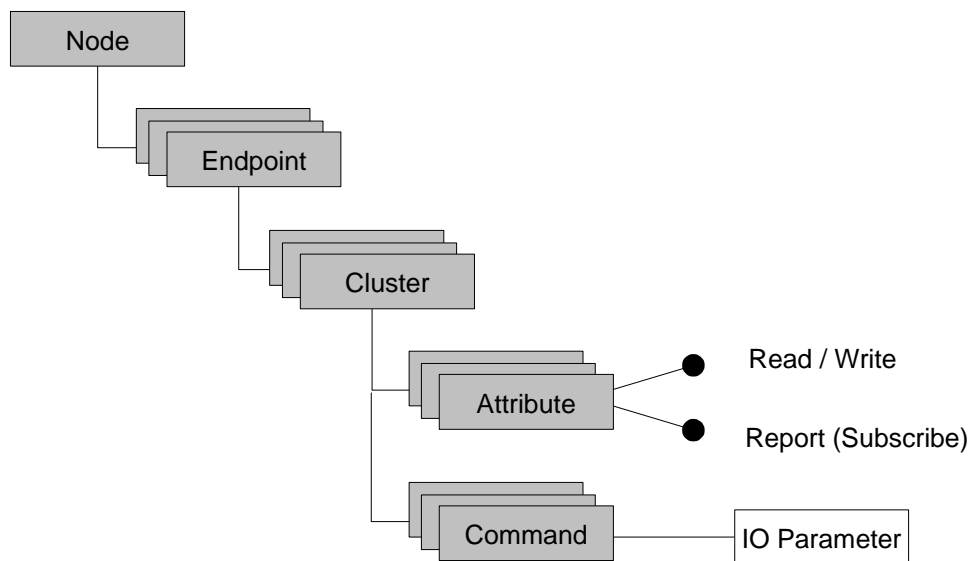 Node
Endpoint
Cluster
Attribute
Read / Write
Report (Subscribe)
Command
IO Parameter